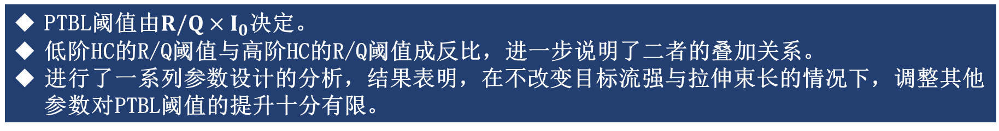 ◆ PTBL阈值由R/Q × I₀决定。
◆ 低阶HC的R/Q阈值与高阶HC的R/Q阈值成反比，进一步说明了二者的叠加关系。
◆ 进行了一系列参数设计的分析，结果表明，在不改变目标流强与拉伸束长的情况下，调整其他
参数对PTBL阈值的提升十分有限。